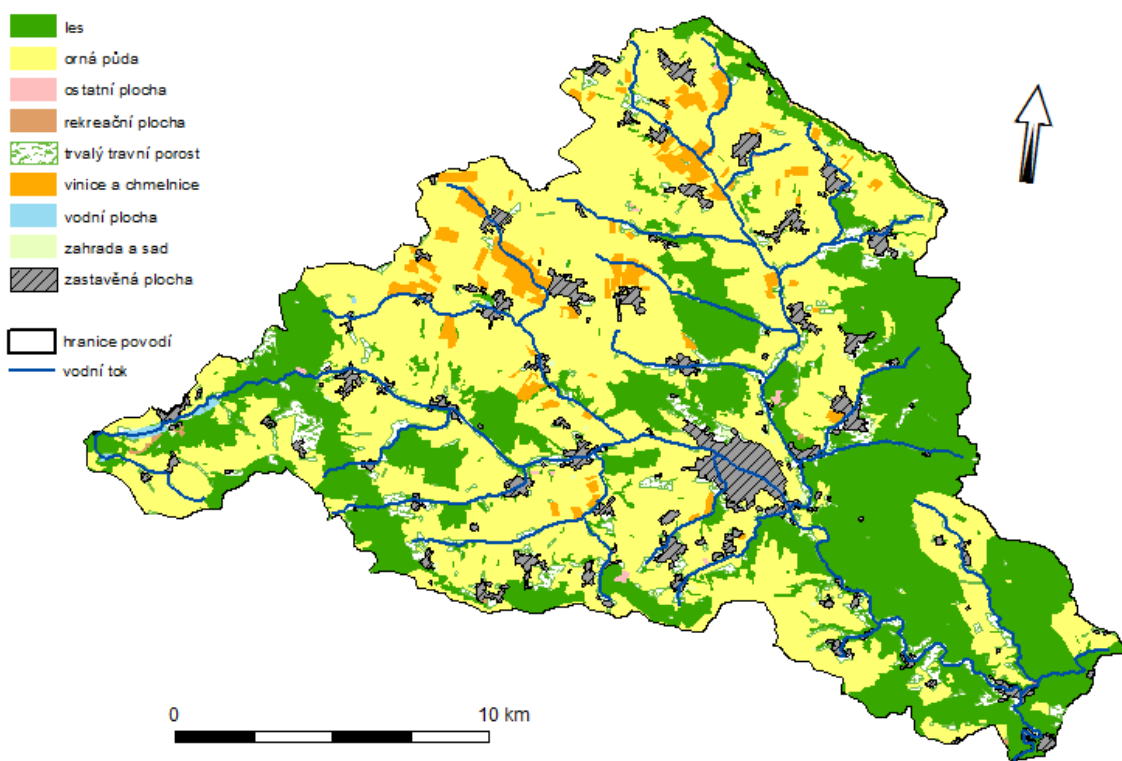 les
orná půda
ostatní plocha
rekreační plocha
trvalý travní porost
vinice a chmelnice
vodní plocha
zahrada a sad
zastavěná plocha
hranice povodí
vodní tok
0 10 km